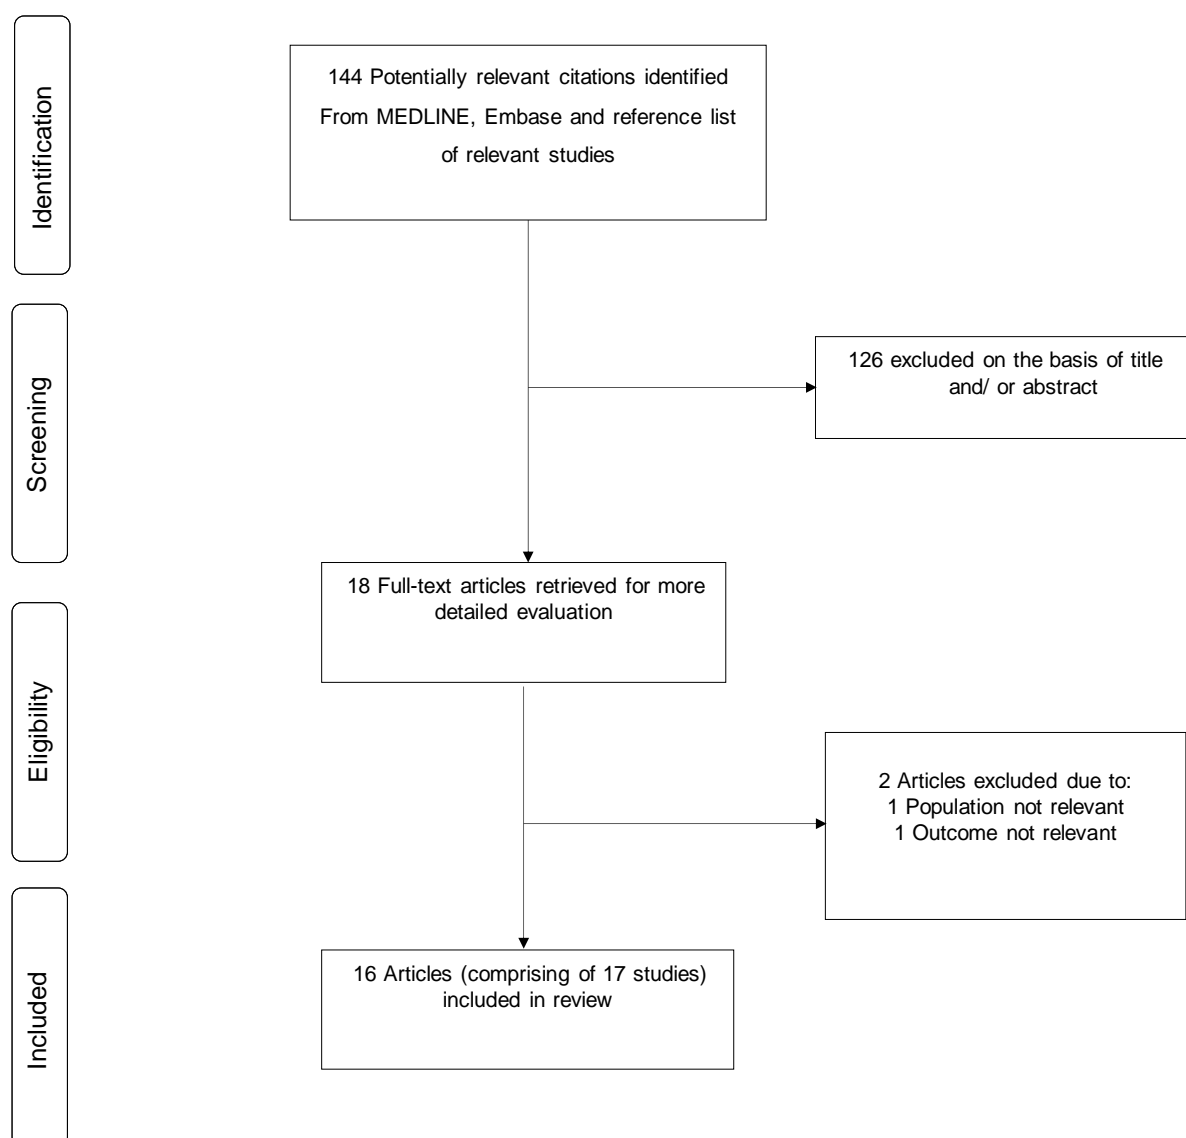 Identification
144 Potentially relevant citations identified
From MEDLINE, Embase and reference list
of relevant studies
Screening
126 excluded on the basis of title
and/ or abstract
18 Full-text articles retrieved for more
detailed evaluation
Eligibility
2 Articles excluded due to:
1 Population not relevant
1 Outcome not relevant
Included
16 Articles (comprising of 17 studies)
included in review